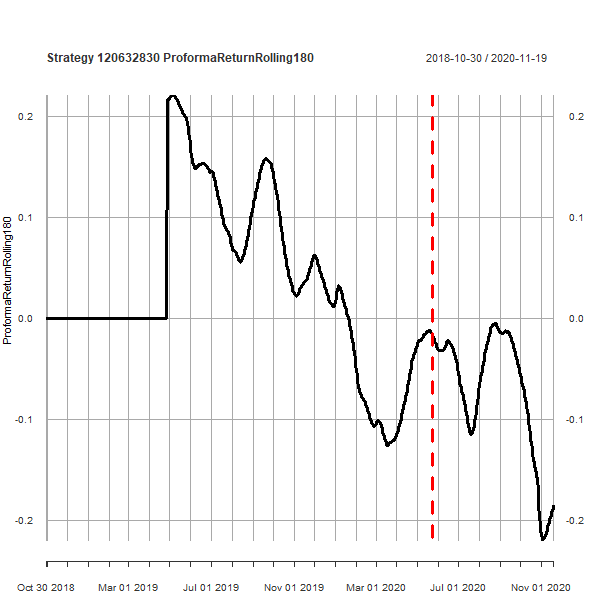 Strategy 120632830 ProformaReturnRolling180
2018-10-30 / 2020-11-19
0.2
0.2
0.1
0.1
0.0
0.0
-0.1
-0.1
-0.2
-0.2
ProformaReturnRolling180
Oct 30 2018
Mar 01 2019
Jul 01 2019
Nov 01 2019
Mar 01 2020
Jul 01 2020
Nov 01 2020